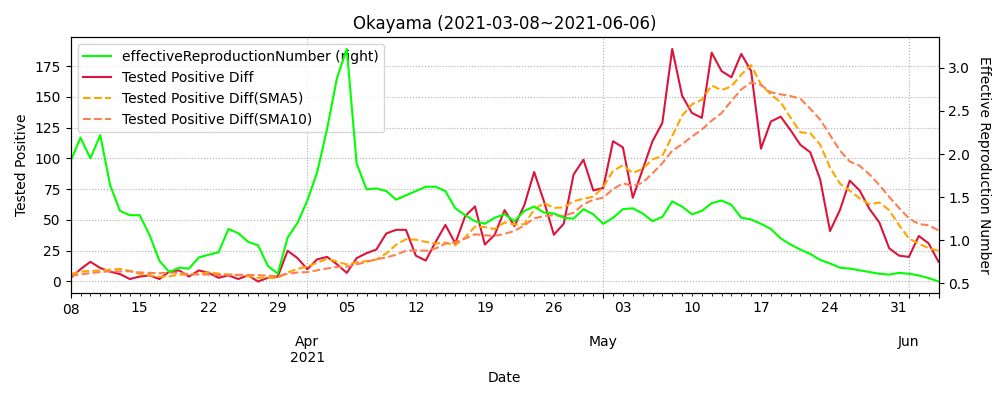 Okayama (2021-03-08~2021-06-06)
effectiveReproductionNumber (right)
Tested Positive Diff
Tested Positive Diff(SMA5)
Tested Positive Diff(SMA10)
Tested Positive
175
150
125
100
75
50
25
0
3.0
2.5
2.0
1.5
1.0
0.5
Effective Reproduction Number
08 15 22 29 05 12 19 26 03 10 17 24 31
Apr May Jun
2021
Date